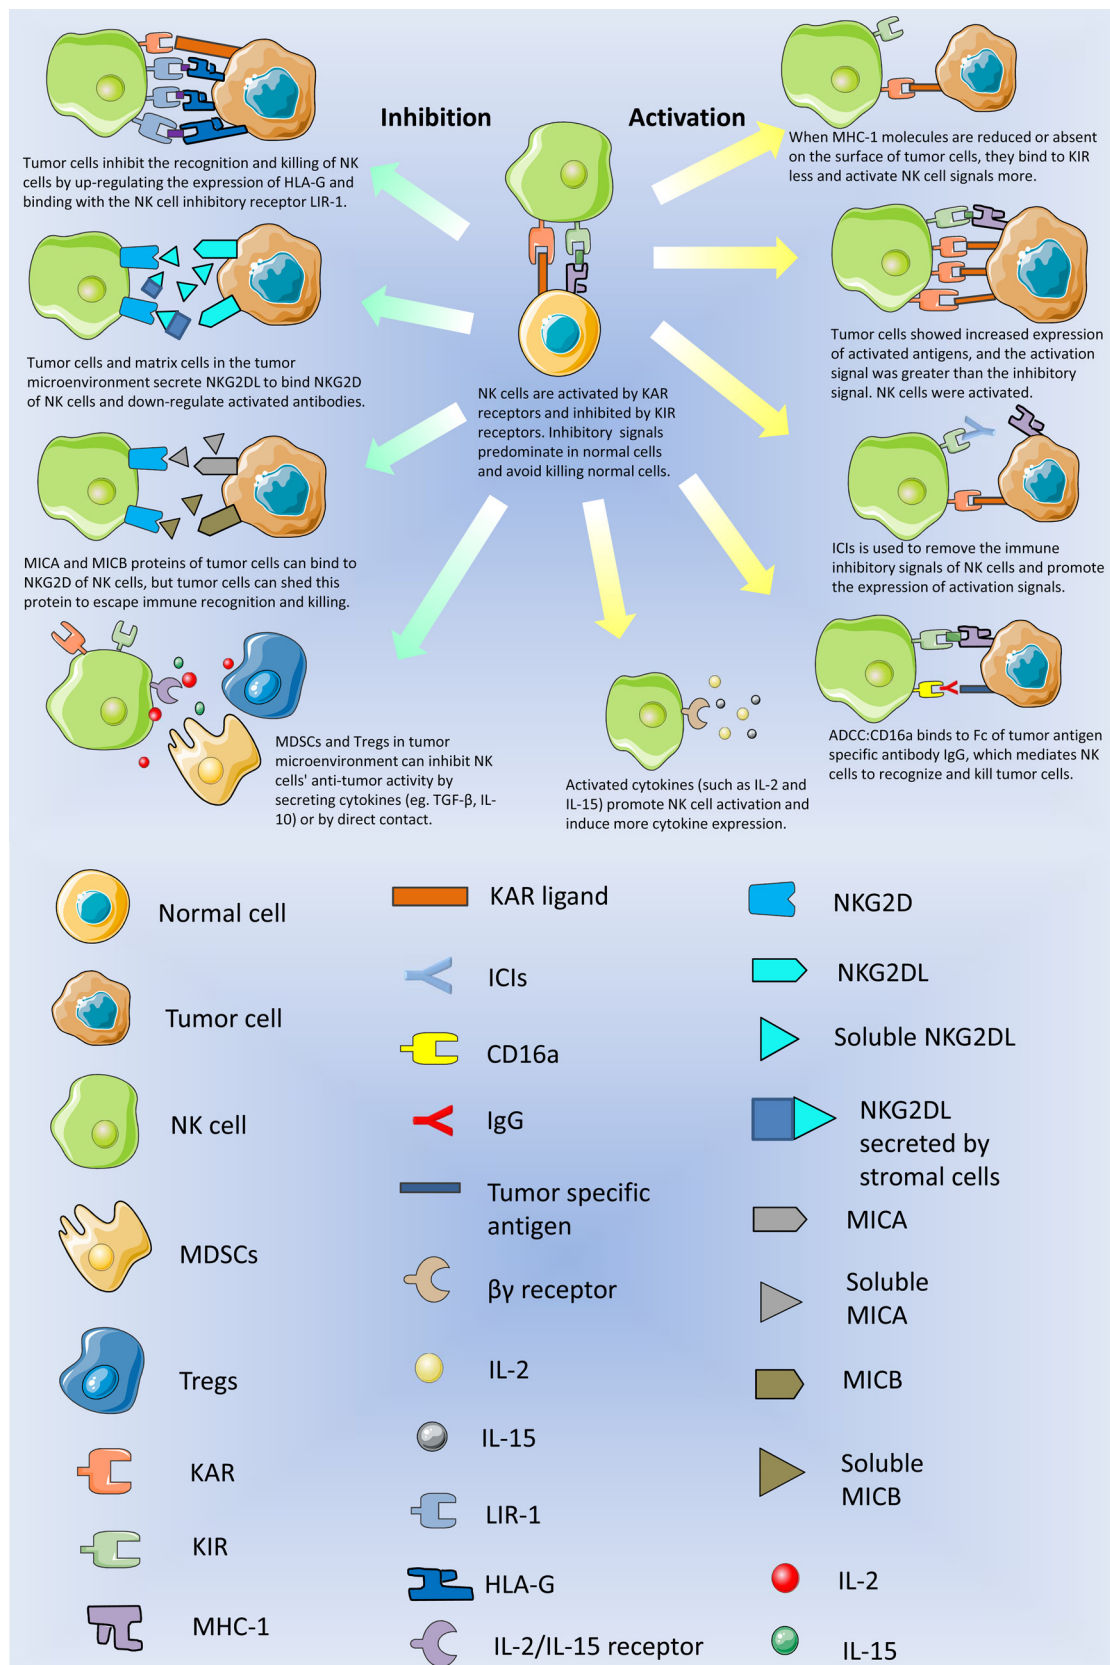 Inhibition
Activation
Tumor cells inhibit the recognition and killing of NK
cells by up-regulating the expression of HLA-G and
binding with the NK cell inhibitory receptor LIR-1.
Tumor cells and matrix cells in the tumor
microenvironment secrete NKG2DL to bind NKG2D
of NK cells and down-regulate activated antibodies.
MICA and MICB proteins of tumor cells can bind to
NKG2D of NK cells, but tumor cells can shed this
protein to escape immune recognition and killing.
MDSCs and Tregs in tumor
microenvironment can inhibit NK
cells' anti-tumor activity by
secreting cytokines (eg. TGF-β, IL-
10) or by direct contact.
NK cells are activated by KAR
receptors and inhibited by KIR
receptors. Inhibitory signals
predominate in normal cells
and avoid killing normal cells.
When MHC-1 molecules are reduced or absent
on the surface of tumor cells, they bind to KIR
less and activate NK cell signals more.
Tumor cells showed increased expression
of activated antigens, and the activation
signal was greater than the inhibitory
signal. NK cells were activated.
ICIs is used to remove the immune
inhibitory signals of NK cells and promote
the expression of activation signals.
ADCC:CD16a binds to Fc of tumor antigen
specific antibody IgG, which mediates NK
cells to recognize and kill tumor cells.
Activated cytokines (such as IL-2 and
IL-15) promote NK cell activation and
induce more cytokine expression.
Normal cell
Tumor cell
NK cell
MDSCs
Tregs
KAR
KIR
MHC-1
KAR ligand
ICIs
CD16a
IgG
Tumor specific
antigen
βγ receptor
IL-2
IL-15
LIR-1
HLA-G
IL-2/IL-15 receptor
NKG2D
NKG2DL
Soluble NKG2DL
NKG2DL
secreted by
stromal cells
MICA
Soluble
MICA
MICB
Soluble
MICB
IL-2
IL-15